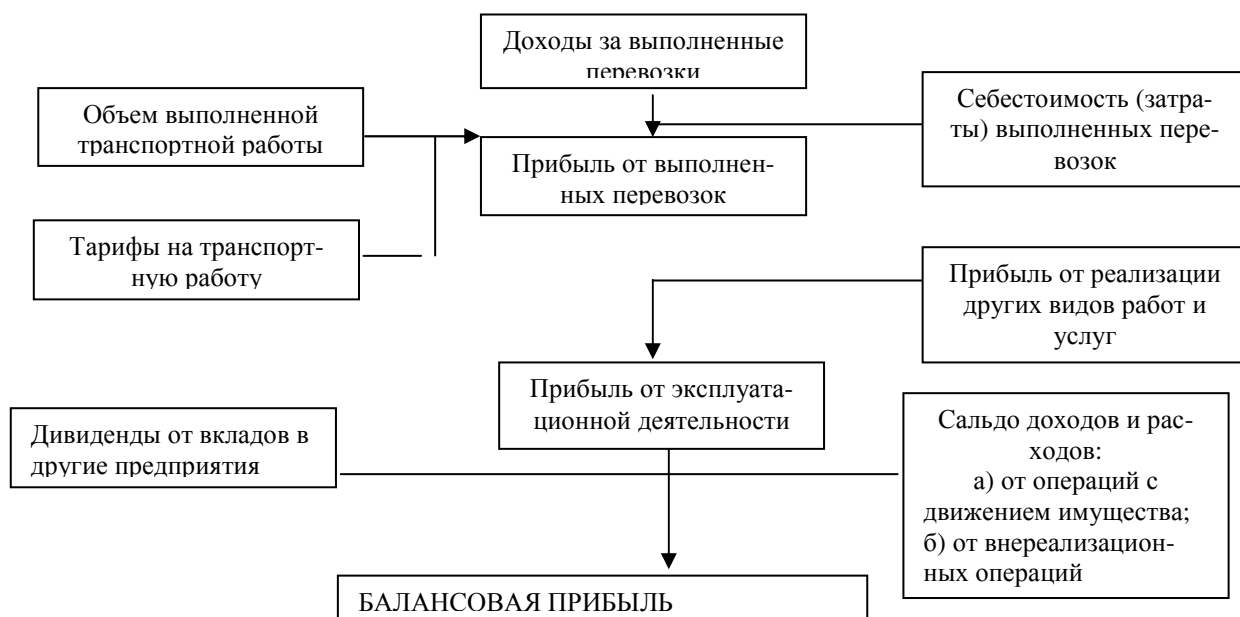 Доходы за выполненные
перевозки
Объем выполненной
транспортной работы
Себестоимость (затра-
ты) выполненных пере-
возок
Прибыль от выполнен-
ных перевозок
Тарифы на транспорт-
ную работу
Прибыль от реализации
других видов работ и
услуг
Прибыль от эксплуата-
ционной деятельности
Дивиденды от вкладов в
другие предприятия
Сальдо доходов и рас-
ходов:
а) от операций с
движением имущества;
б) от внереализацион-
ных операций
БАЛАНСОВАЯ ПРИБЫЛЬ